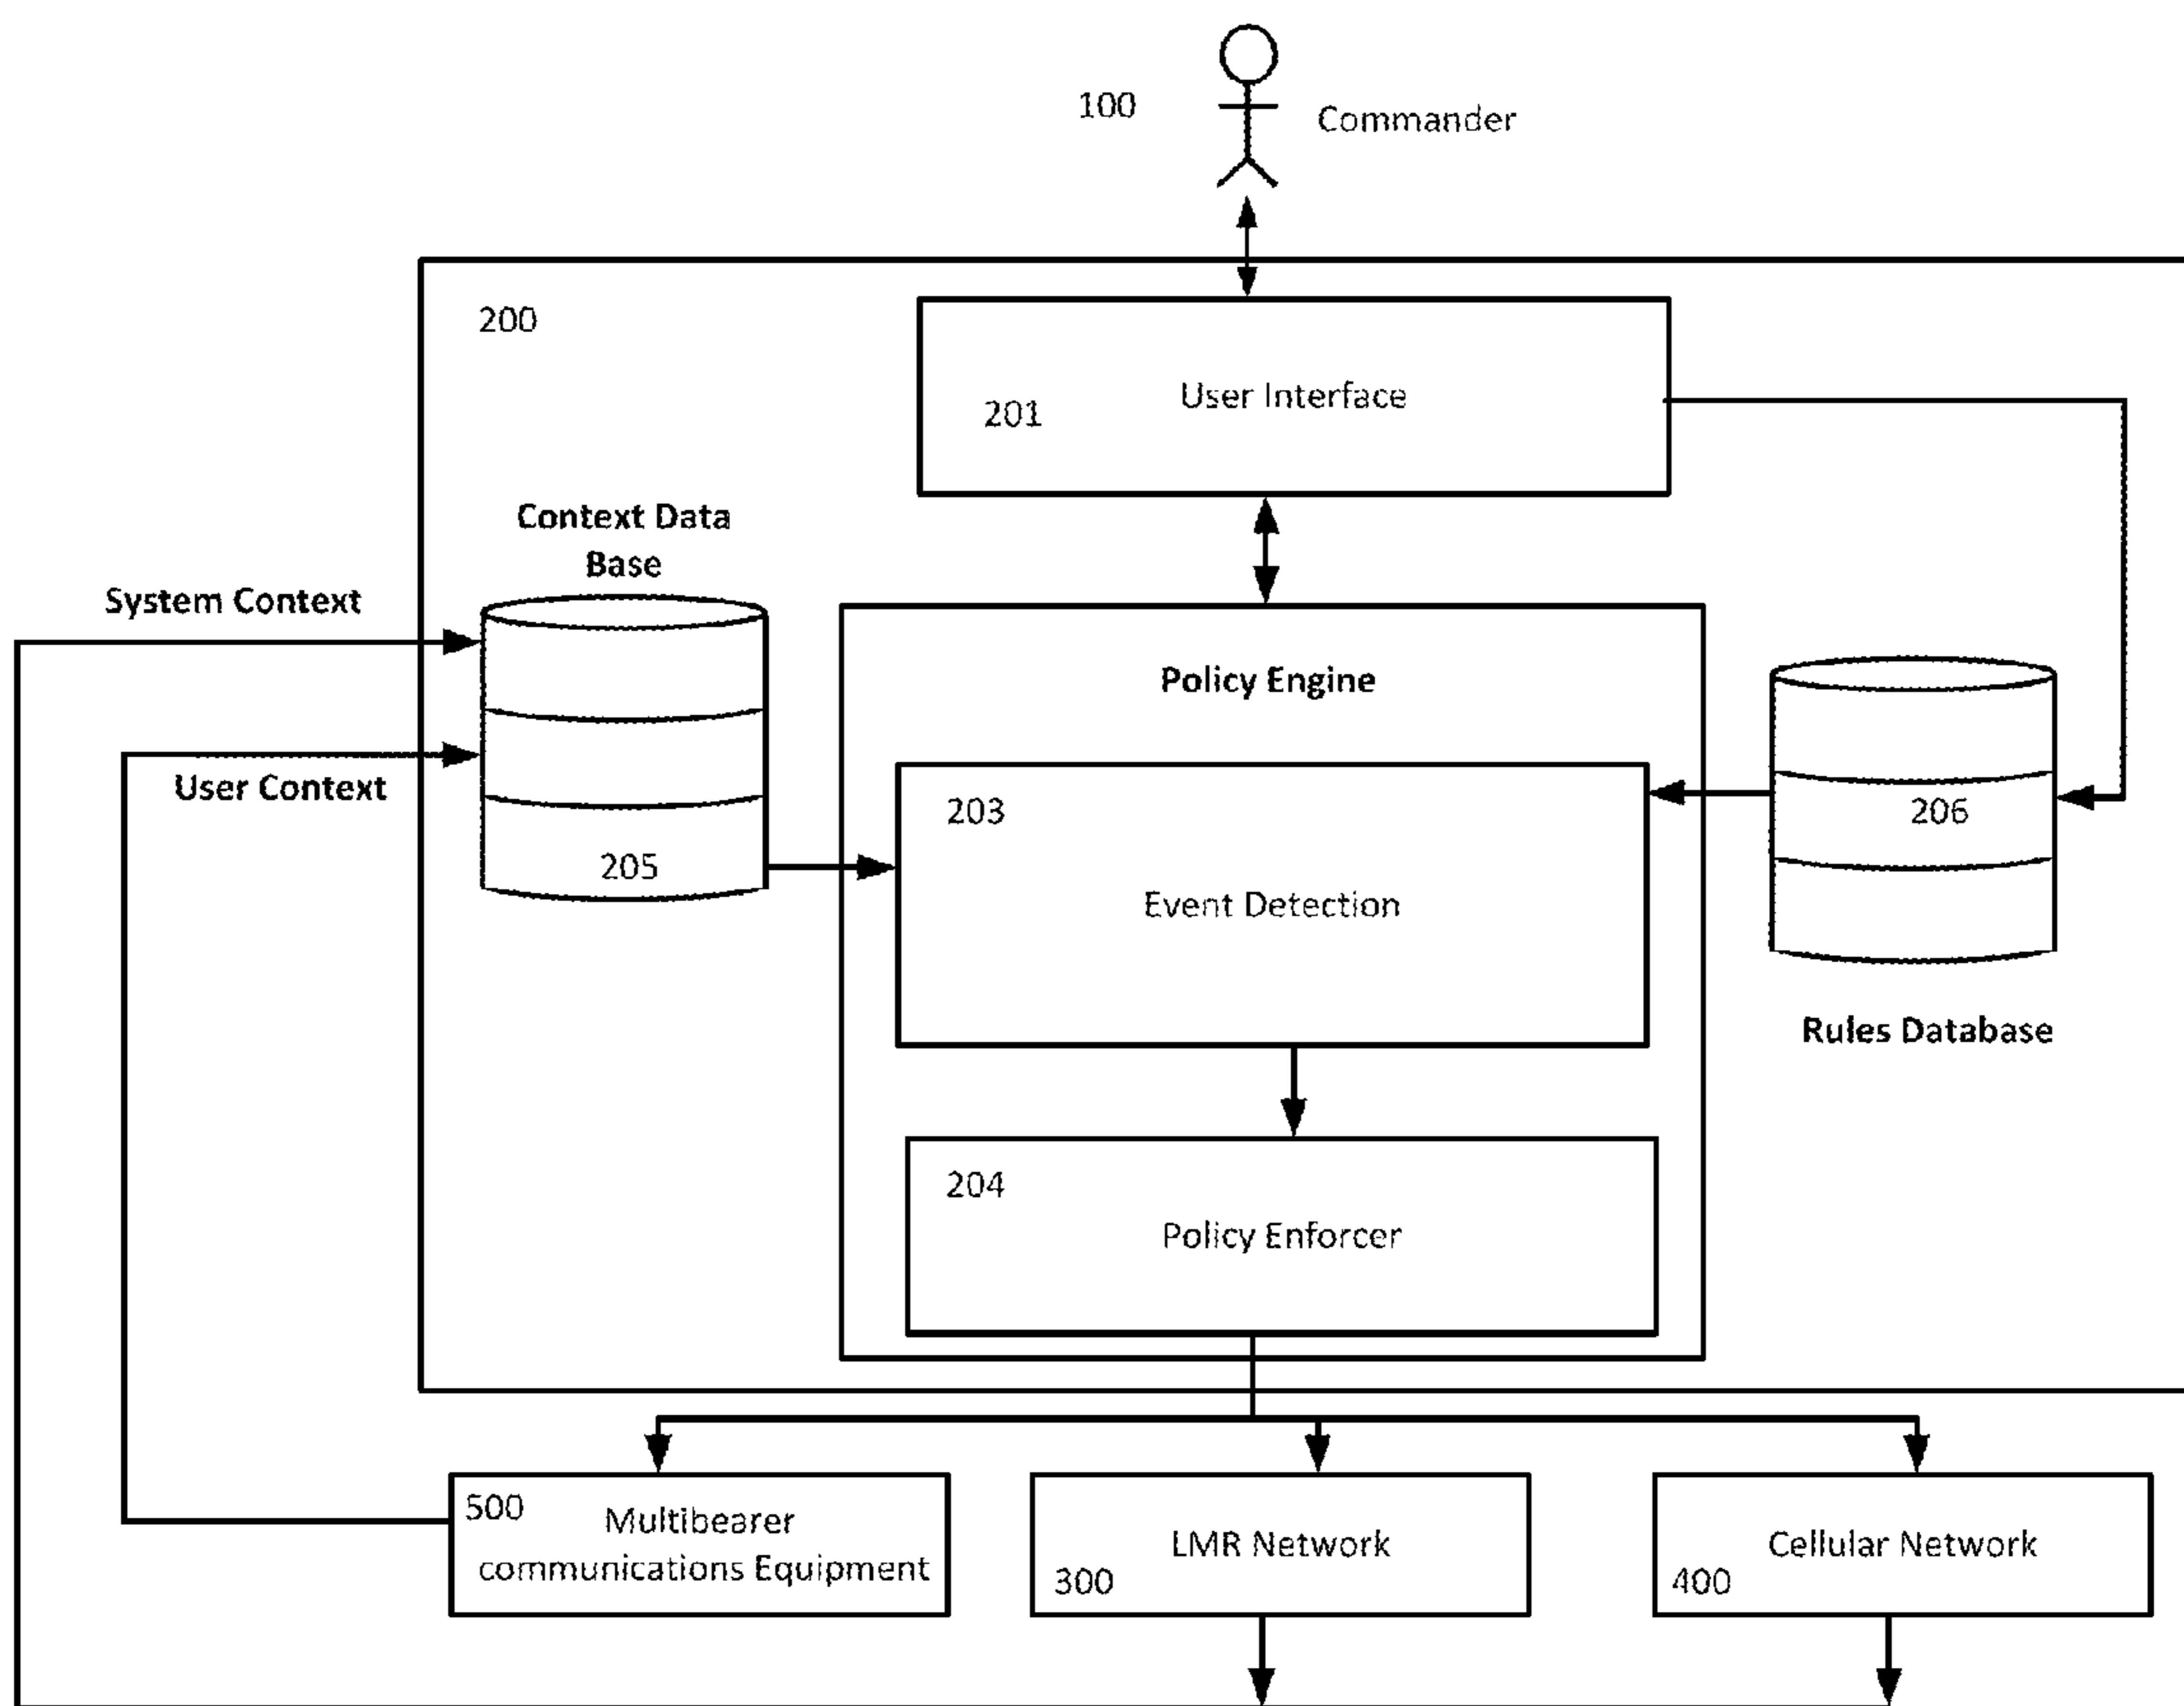 100
Commander
200
User Interface
201
Context Data
Base
System Context
User Context
205
Policy Engine
203
Event Detection
206
Rules Database
204
Policy Enforcer
500
Multibearer
communications Equipment
LMR Network
300
Cellular Network
400